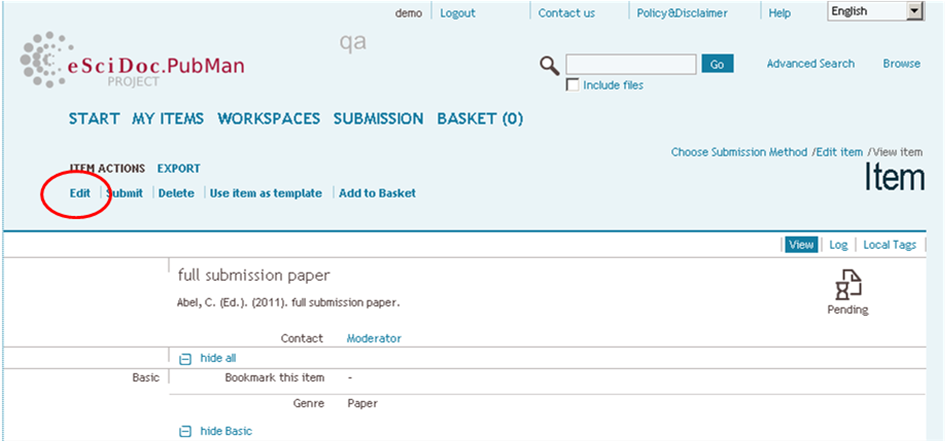 demo Logout Contact us Policy&Disclaimer Help English
qa
eSciDoc.PubMan
PROJECT
Go Advanced Search Browse
Include files
START MY ITEMS WORKSPACES SUBMISSION BASKET (0)
Choose Submission Method /Edit item /View item
ITEM ACTIONS EXPORT
Item
Edit Submit Delete Use item as template Add to Basket
View Log Local Tags
full submission paper
Abel, C. (Ed.). (2011). full submission paper.
Pending
Contact Moderator
hide all
Basic Bookmark this item -
Genre Paper
hide Basic